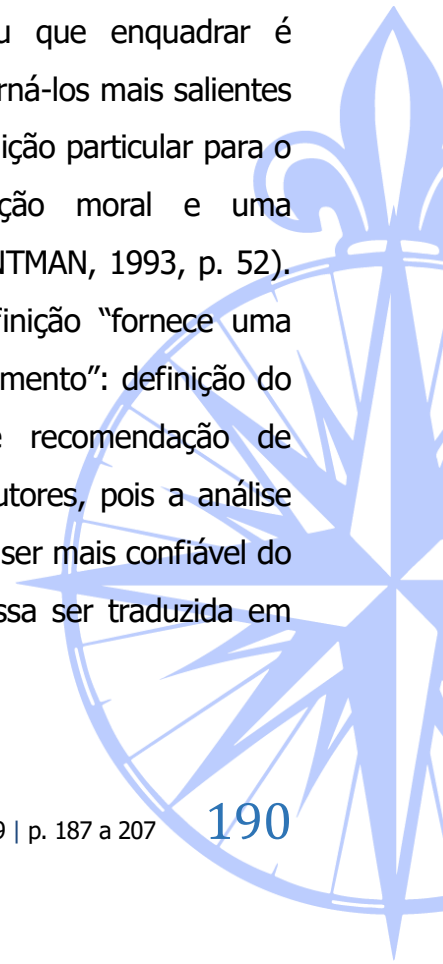 u que enquadrar é
rná-los mais salientes
ição particular para o
ção moral e uma
NTMAN, 1993, p. 52).
finição “fornece uma
mento”: definição do
e recomendação de
utores, pois a análise
ser mais confiável do
ssa ser traduzida em
9 | p. 187 a 207 190